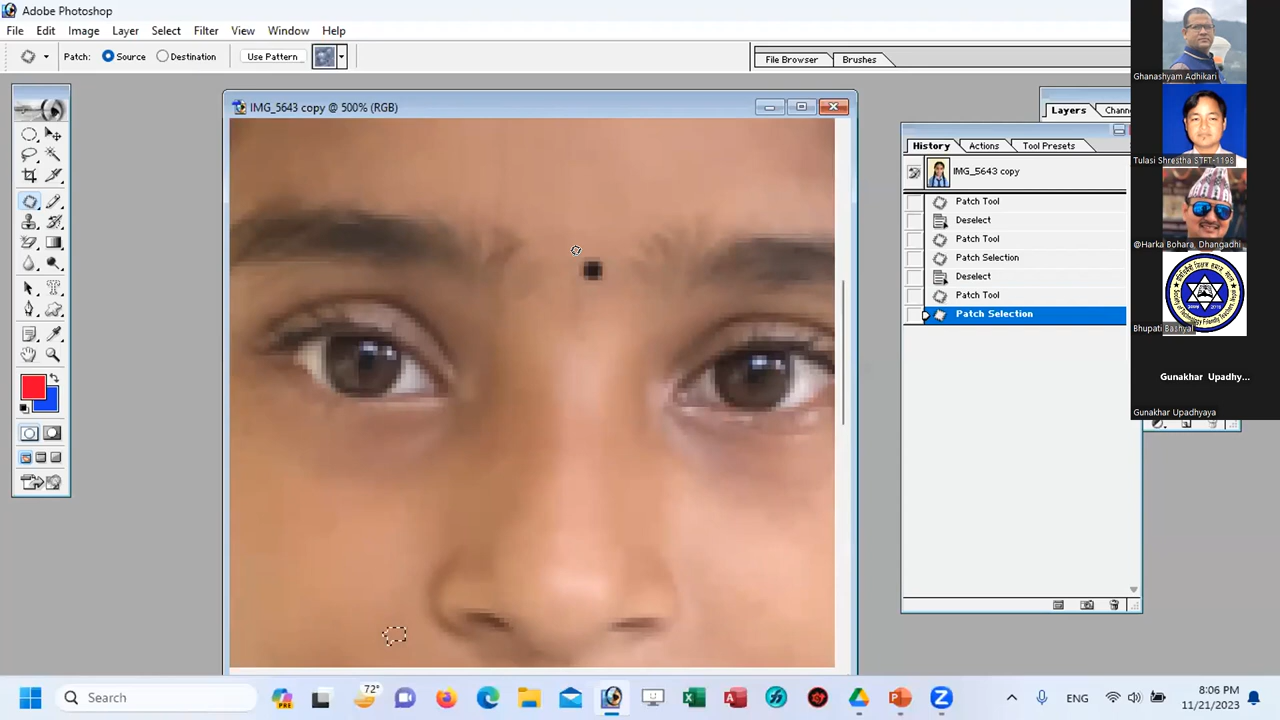 Adobe Photoshop
File Edit Image Layer Select Filter View Window Help
Patch: Source Destination Use Pattern
File Browser Brushes
IMG_5643 copy @ 500% (RGB)
Layers Chann
History Actions Tool Presets
IMG_5643 copy
Patch Tool
Deselect
Patch Tool
Patch Selection
Deselect
Patch Tool
Patch Selection
Ghanashyam Adhikari
Tulasi Shrestha STFT-1198
@Harka Bohara, Dhangadhi
Bhupati Bashyal
Gunakhar Upadhy...
Gunakhar Upadhyaya
Search
PRE
72°
ENG
8:06 PM
11/21/2023